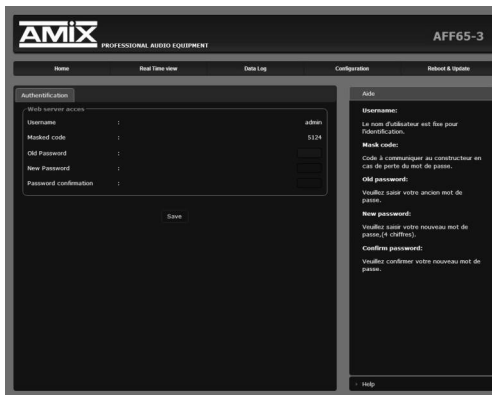 AMIX
PROFESSIONAL AUDIO EQUIPMENT
AFF65-3
Home
Real Time view
Data Log
Configuration
Reboot & Update
Authentification
Web server acces
Username : admin
Masked code : 5124
Old Password :
New Password :
Password confirmation :
Save
Aide
Username:
Le nom d'utilisateur est fixe pour
l'identification.
Mask code:
Code à communiquer au constructeur en
cas de perte du mot de passe.
Old password:
Veuillez saisir votre ancien mot de
passe.
New password:
Veuillez saisir votre nouveau mot de
passe,(4 chiffres).
Confirm password:
Veuillez confirmer votre nouveau mot de
passe.
Help